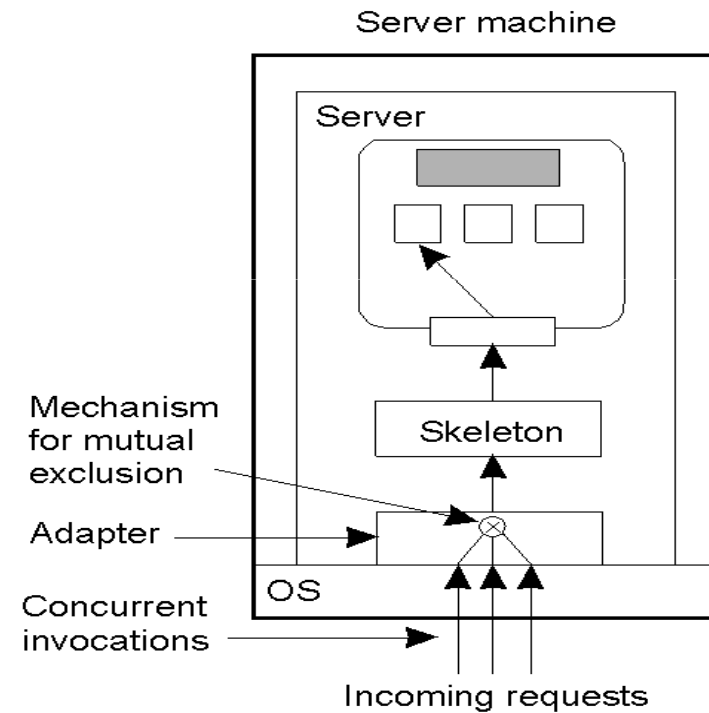 Server machine
Server
Mechanism
for mutual
exclusion
Skeleton
Adapter
OS
Concurrent
invocations
Incoming requests